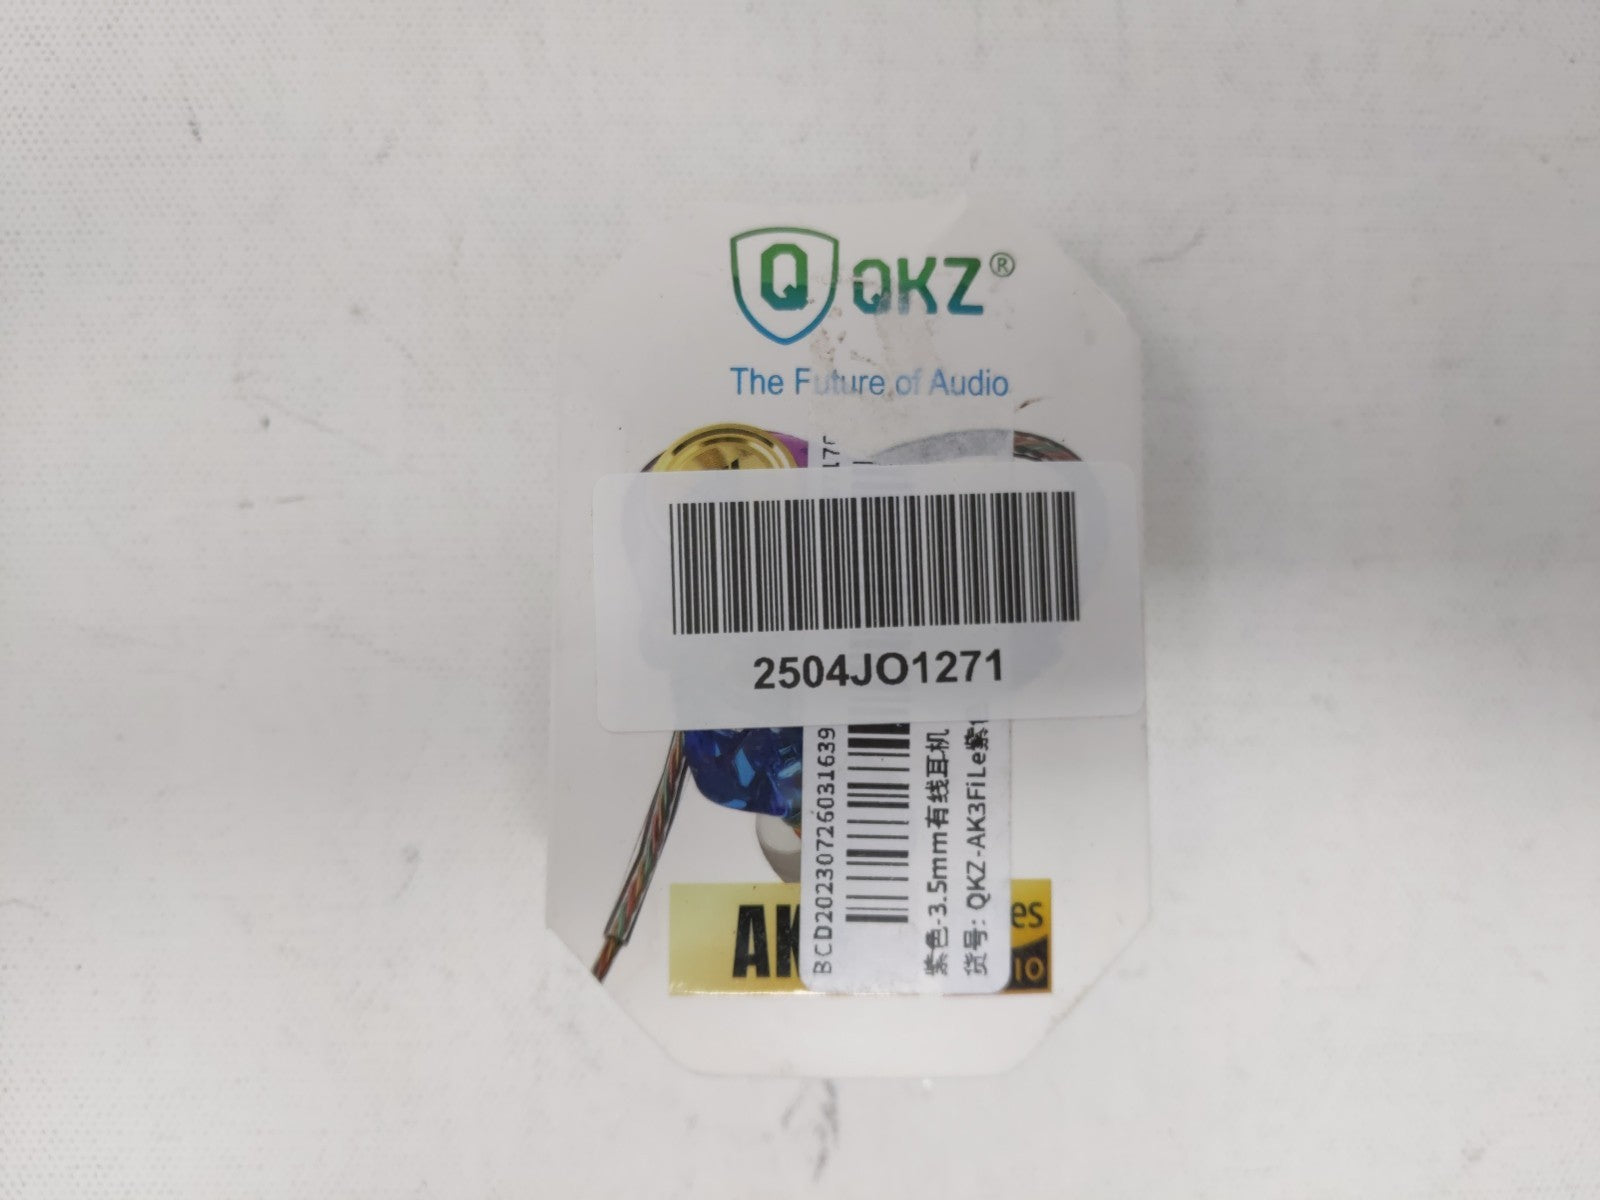 Q QKZ®
The Future of Audio
2504JO1271
BCD20230726031639
紫色-3.5mm有线耳机
货号: QKZ-AK3FiLe紫
AK
es
IO